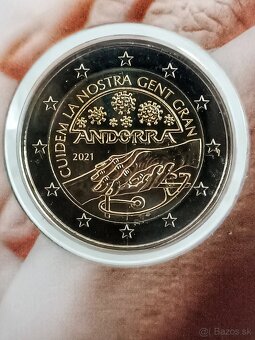 CUIDEM LA NOSTRA GENT GRAN
ANDORRA
2021
Bazos.sk